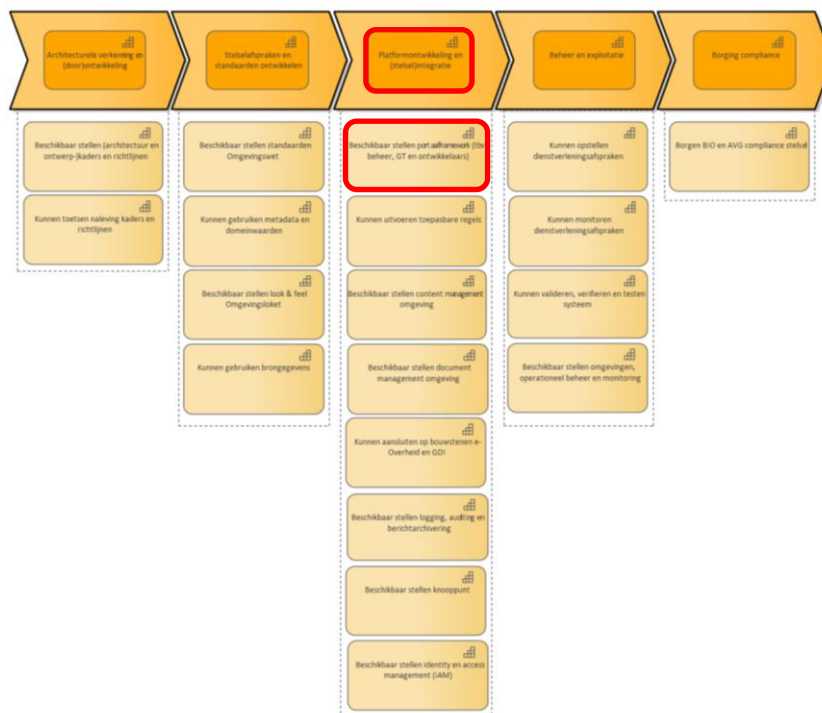 Architecturele verkenning en
(door)ontwikkeling
Stelselafspraken en
standaarden ontwikkelen
Platformontwikkeling en
(stelsel)integratie
Beheer en exploitatie
Borging compliance
Beschikbaar stellen (architectuur en
ontwerp-)kaders en richtlijnen
Kunnen toetsen naleving kaders en
richtlijnen
Beschikbaar stellen standaarden
Omgevingswet
Kunnen gebruiken metadata en
domeinwaarden
Beschikbaar stellen look & feel
Omgevingsloket
Kunnen gebruiken brongegevens
Beschikbaar stellen portaalframework (tbv
beheer, GT en ontwikkelaars)
Kunnen uitvoeren toepasbare regels
Beschikbaar stellen content management
omgeving
Beschikbaar stellen document
management omgeving
Kunnen aansluiten op bouwstenen e-
Overheid en GDI
Beschikbaar stellen logging, auditing en
berichtarchivering
Beschikbaar stellen knooppunt
Beschikbaar stellen identity en access
management (IAM)
Kunnen opstellen
dienstverleningsafspraken
Kunnen monitoren
dienstverleningsafspraken
Kunnen valideren, verifieren en testen
systeem
Beschikbaar stellen omgevingen,
operationeel beheer en monitoring
Borgen BIO en AVG compliance stelsel